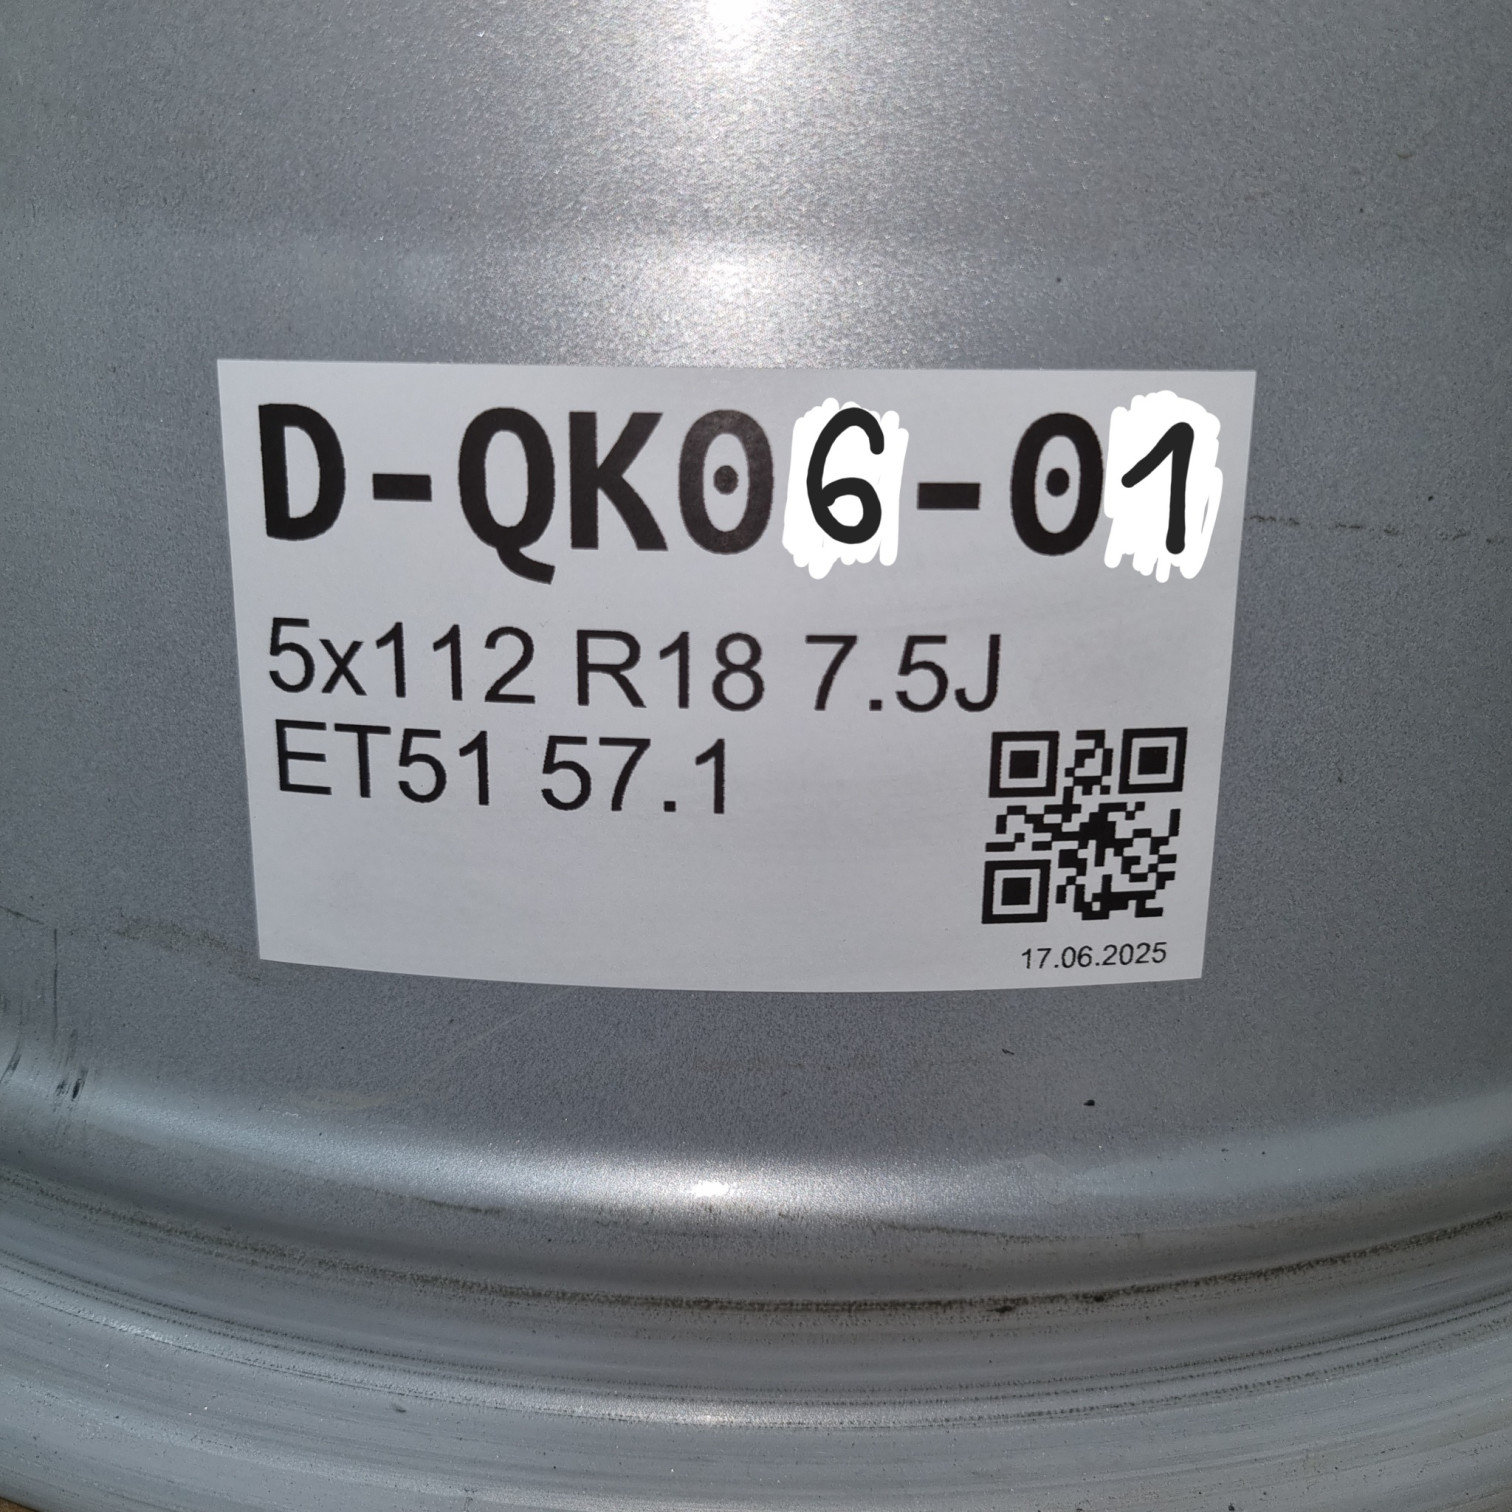 D-QK06-01
5x112 R18 7.5J
ET51 57.1
17.06.2025